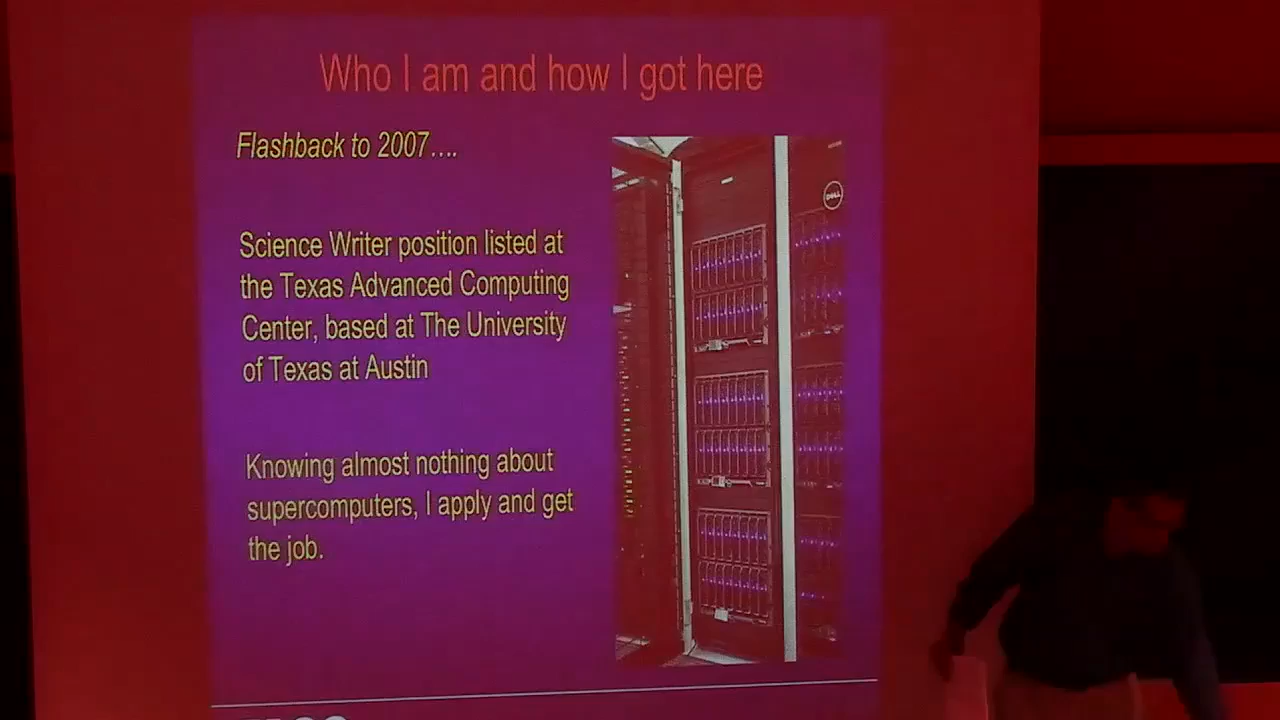 Who I am and how I got here
Flashback to 2007….
Science Writer position listed at
the Texas Advanced Computing
Center, based at The University
of Texas at Austin
Knowing almost nothing about
supercomputers, I apply and get
the job.
DELL